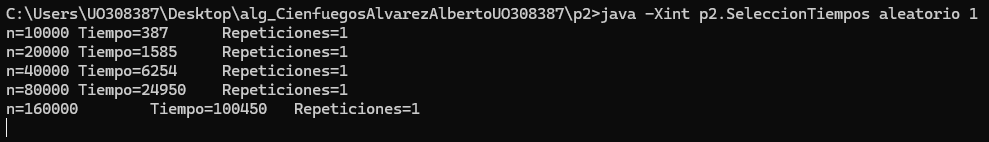 C:\Users\UO308387\Desktop\alg_CienfuegosAlvarezAlbertoUO308387\p2>java -Xint p2.SeleccionTiempos aleatorio 1
n=10000 Tiempo=387      Repeticiones=1
n=20000 Tiempo=1585     Repeticiones=1
n=40000 Tiempo=6254     Repeticiones=1
n=80000 Tiempo=24950    Repeticiones=1
n=160000        Tiempo=100450   Repeticiones=1